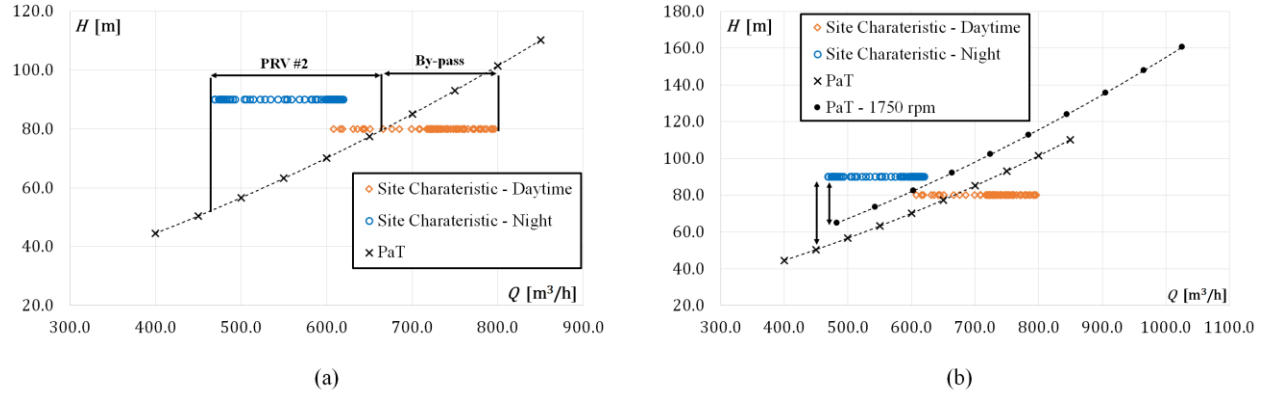 H [m]
120.0
100.0
80.0
60.0
40.0
20.0
300.0 400.0 500.0 600.0 700.0 800.0 900.0
Q [m³/h]
PRV #2
By-pass
Site Charateristic - Daytime
Site Charateristic - Night
PaT
(a)
H [m]
180.0
160.0
140.0
120.0
100.0
80.0
60.0
40.0
20.0
300.0 400.0 500.0 600.0 700.0 800.0 900.0 1000.0 1100.0
Q [m³/h]
Site Charateristic - Daytime
Site Charateristic - Night
PaT
PaT - 1750 rpm
(b)